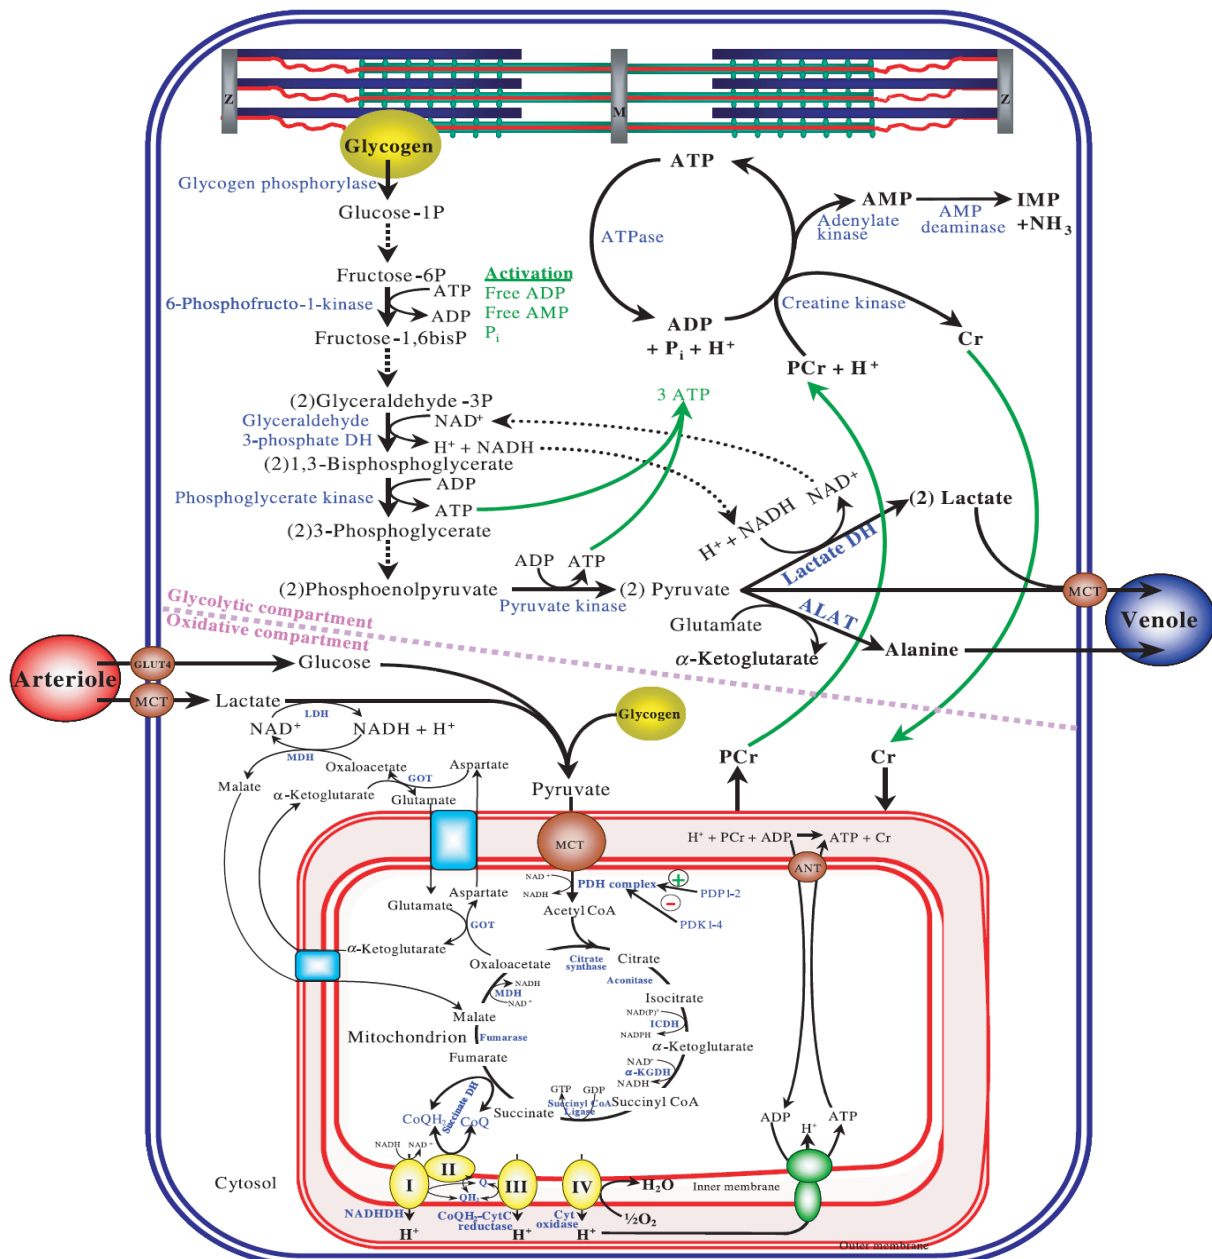 Z
M
Z
Glycogen
Glycogen phosphorylase
Glucose-1P
Fructose-6P
6-Phosphofructo-1-kinase
ATP
ADP
Activation
Free ADP
Free AMP
Pi
Fructose-1,6bisP
(2)Glyceraldehyde-3P
Glyceraldehyde
3-phosphate DH
NAD+
H+ + NADH
(2)1,3-Bisphosphoglycerate
Phosphoglycerate kinase
ADP
ATP
(2)3-Phosphoglycerate
(2)Phosphoenolpyruvate
ADP
ATP
Pyruvate kinase
(2) Pyruvate
3 ATP
ATP
ATPase
ADP
+ Pi + H+
AMP
Adenylate
kinase
AMP
deaminase
IMP
+NH3
Creatine kinase
Cr
PCr + H+
H+ + NADH
NAD+
Lactate DH
(2) Lactate
MCT
Venole
Glutamate
ALAT
α-Ketoglutarate
Alanine
Glycolytic compartment
Oxidative compartment
Arteriole
GLUT4
Glucose
MCT
Lactate
LDH
NAD+
NADH + H+
MDH
Malate
Oxaloacetate
GOT
Aspartate
α-Ketoglutarate
Glutamate
Glycogen
Pyruvate
PCr
Cr
MCT
H+ + PCr + ADP
ATP + Cr
ANT
NAD+
NADH
PDH complex
+
−
PDP1-2
PDK1-4
Acetyl CoA
Aspartate
Glutamate
GOT
α-Ketoglutarate
Oxaloacetate
Citrate
synthase
Citrate
Aconitase
Isocitrate
NAD(P)+
ICDH
NADPH
α-Ketoglutarate
NAD+
α-KGDH
NADH
Succinyl CoA
GTP
GDP
Succinyl CoA
Ligase
Succinate
Succinate DH
Fumarate
Fumarase
Malate
MDH
NADH
NAD+
Mitochondrion
CoQH2
CoQ
NADH
NAD+
I
II
III
IV
Q
QH2
NADHDH
H+
CoQH2-CytC
reductase
H+
Cyt
oxidase
H+
H2O
½O2
ADP
H+
ATP
Inner membrane
Outer membrane
Cytosol